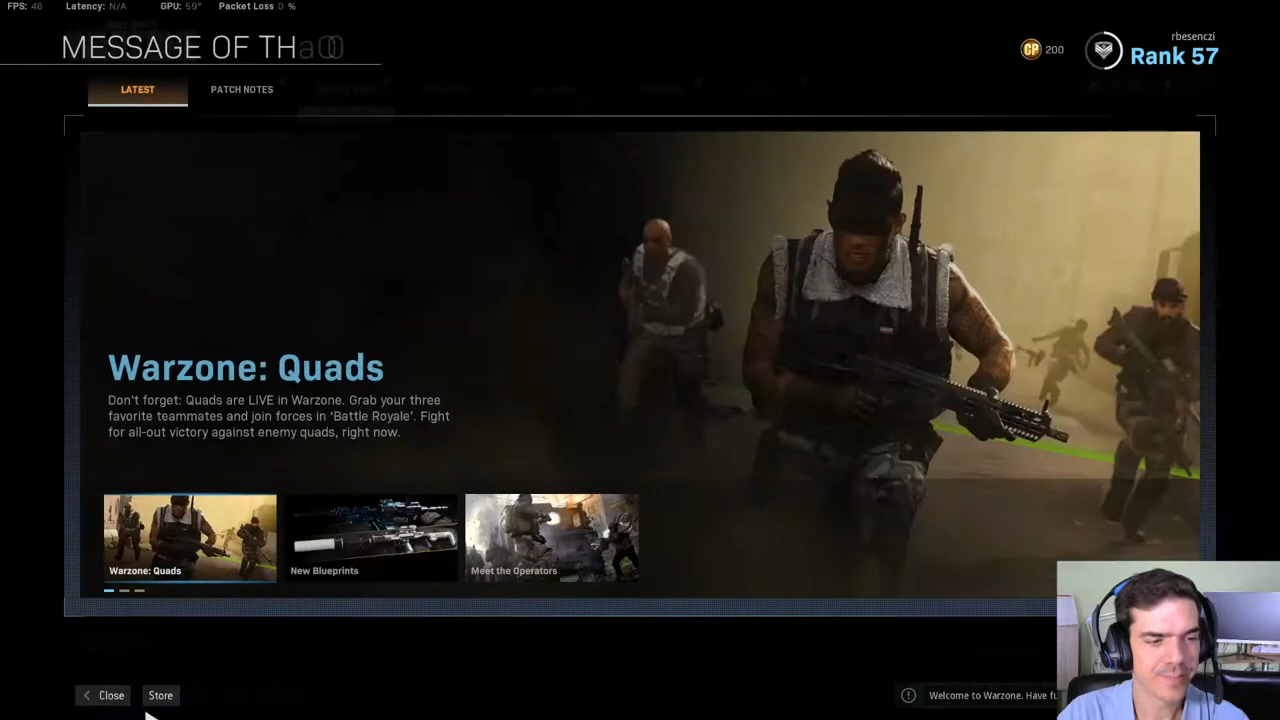 FPS: 46 Latency: N/A GPU: 59° Packet Loss 0 %
MESSAGE OF TH
CP 200
rbesenczi
Rank 57
LATEST
PATCH NOTES
Warzone: Quads
Don't forget: Quads are LIVE in Warzone. Grab your three
favorite teammates and join forces in 'Battle Royale'. Fight
for all-out victory against enemy quads, right now.
Warzone: Quads
New Blueprints
Meet the Operators
Close
Store
Welcome to Warzone. Have fu